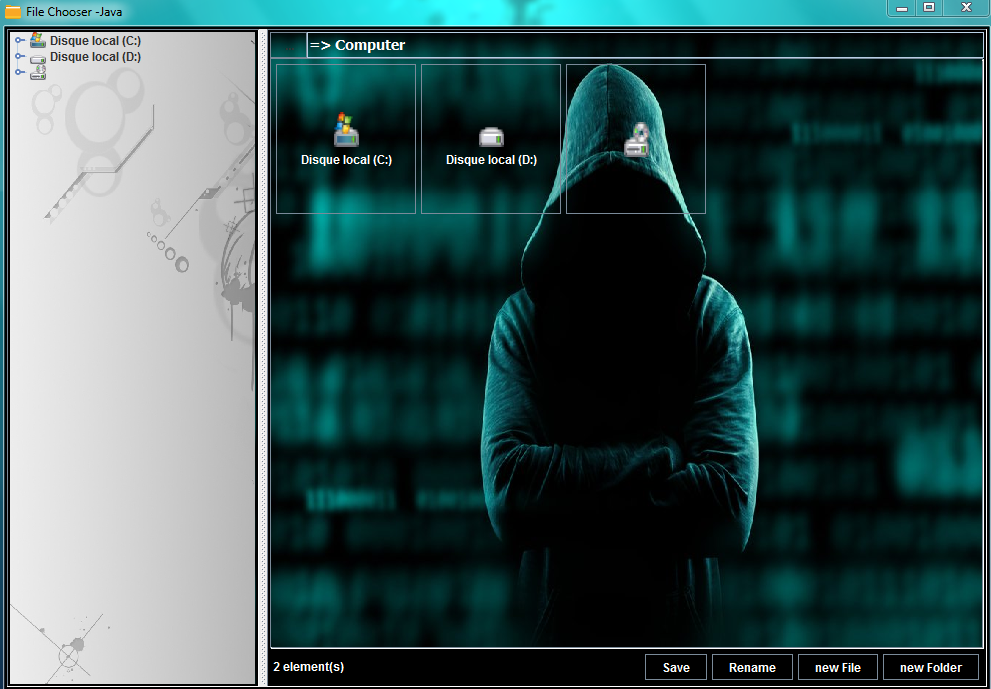 File Chooser -Java
Disque local (C:)
Disque local (D:)
=> Computer
Disque local (C:)
Disque local (D:)
2 element(s)
Save
Rename
new File
new Folder